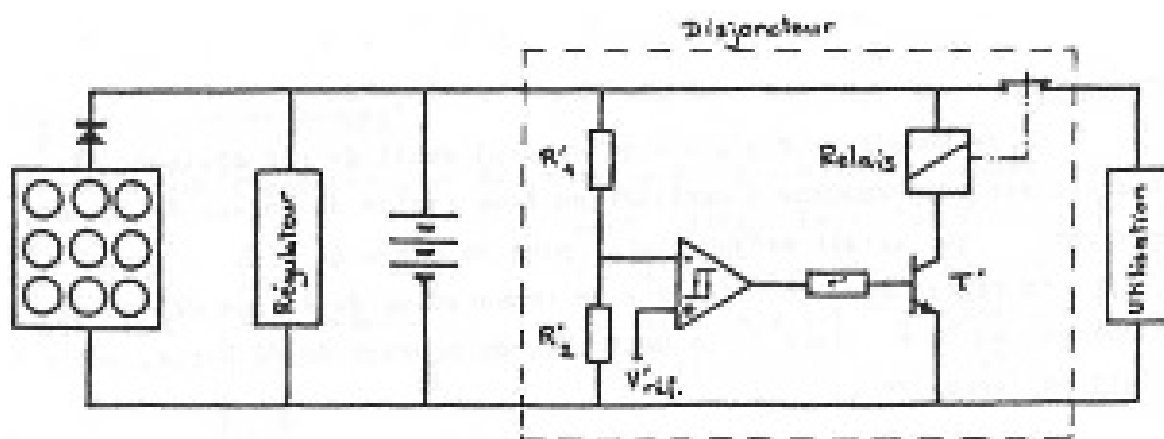 Disjoncteur
R'1
Relais
Régulateur
R'2
V'réf.
T'
Utilisation